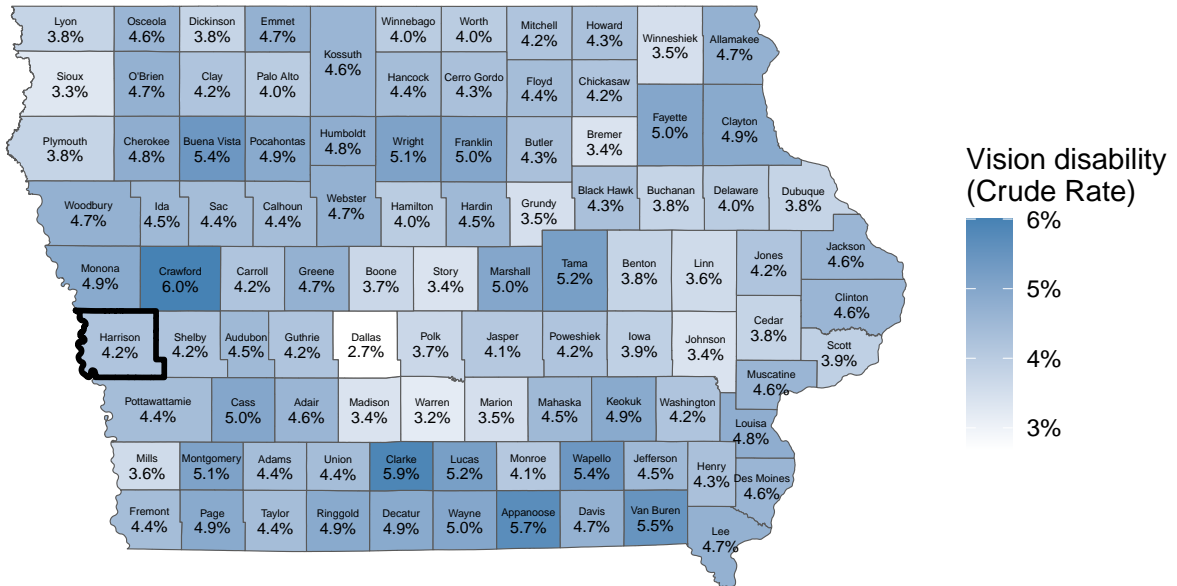 Lyon
3.8%
Osceola
4.6%
Dickinson
3.8%
Emmet
4.7%
Kossuth
4.6%
Winnebago
4.0%
Worth
4.0%
Mitchell
4.2%
Howard
4.3%
Winneshiek
3.5%
Allamakee
4.7%
Sioux
3.3%
O'Brien
4.7%
Clay
4.2%
Palo Alto
4.0%
Hancock
4.4%
Cerro Gordo
4.3%
Floyd
4.4%
Chickasaw
4.2%
Fayette
5.0%
Clayton
4.9%
Plymouth
3.8%
Cherokee
4.8%
Buena Vista
5.4%
Pocahontas
4.9%
Humboldt
4.8%
Wright
5.1%
Franklin
5.0%
Butler
4.3%
Bremer
3.4%
Woodbury
4.7%
Ida
4.5%
Sac
4.4%
Calhoun
4.4%
Webster
4.7%
Hamilton
4.0%
Hardin
4.5%
Grundy
3.5%
Black Hawk
4.3%
Buchanan
3.8%
Delaware
4.0%
Dubuque
3.8%
Monona
4.9%
Crawford
6.0%
Carroll
4.2%
Greene
4.7%
Boone
3.7%
Story
3.4%
Marshall
5.0%
Tama
5.2%
Benton
3.8%
Linn
3.6%
Jones
4.2%
Jackson
4.6%
Clinton
4.6%
Harrison
4.2%
Shelby
4.2%
Audubon
4.5%
Guthrie
4.2%
Dallas
2.7%
Polk
3.7%
Jasper
4.1%
Poweshiek
4.2%
Iowa
3.9%
Johnson
3.4%
Cedar
3.8%
Scott
3.9%
Muscatine
4.6%
Pottawattamie
4.4%
Cass
5.0%
Adair
4.6%
Madison
3.4%
Warren
3.2%
Marion
3.5%
Mahaska
4.5%
Keokuk
4.9%
Washington
4.2%
Louisa
4.8%
Mills
3.6%
Montgomery
5.1%
Adams
4.4%
Union
4.4%
Clarke
5.9%
Lucas
5.2%
Monroe
4.1%
Wapello
5.4%
Jefferson
4.5%
Henry
4.3%
Des Moines
4.6%
Fremont
4.4%
Page
4.9%
Taylor
4.4%
Ringgold
4.9%
Decatur
4.9%
Wayne
5.0%
Appanoose
5.7%
Davis
4.7%
Van Buren
5.5%
Lee
4.7%
Vision disability
(Crude Rate)
6%
5%
4%
3%